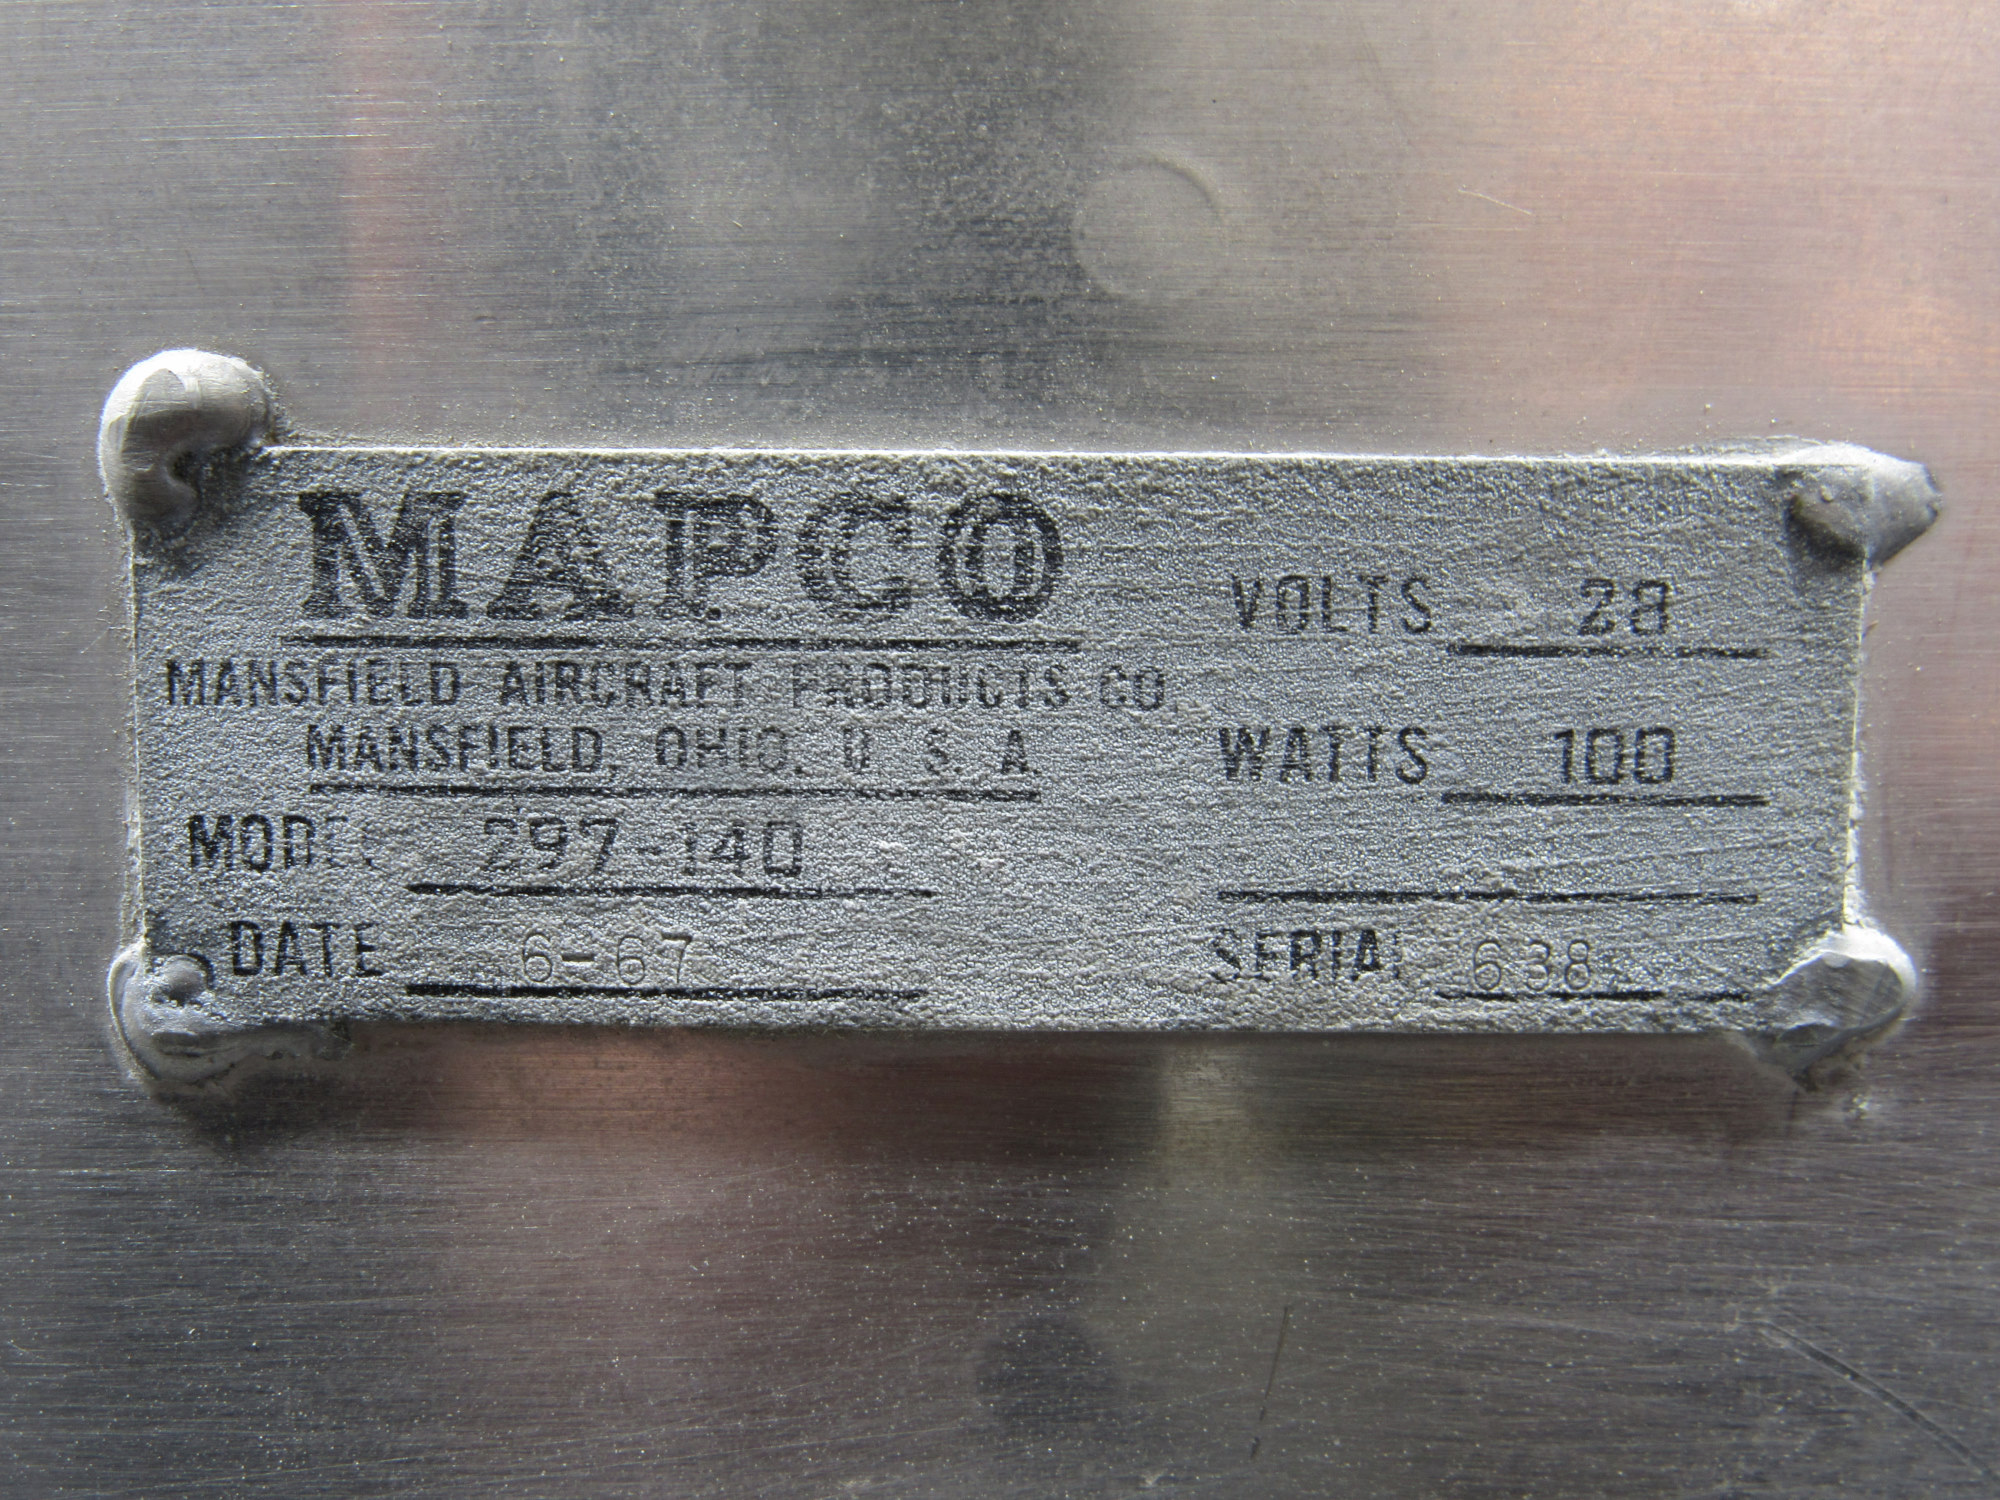 MAPCO
MANSFIELD AIRCRAFT PRODUCTS CO.
MANSFIELD, OHIO. U. S. A.
MODEL 297-140
DATE 6-67
VOLTS 28
WATTS 100
SERIAL 638